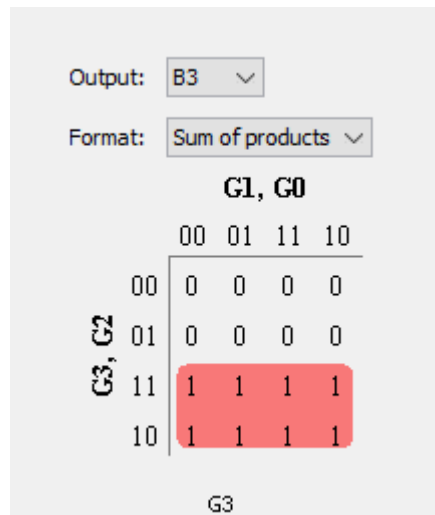 Output: B3
Format: Sum of products
G1, G0
00 01 11 10
00 0 0 0 0
G3, G2
01 0 0 0 0
11 1 1 1 1
10 1 1 1 1
G3